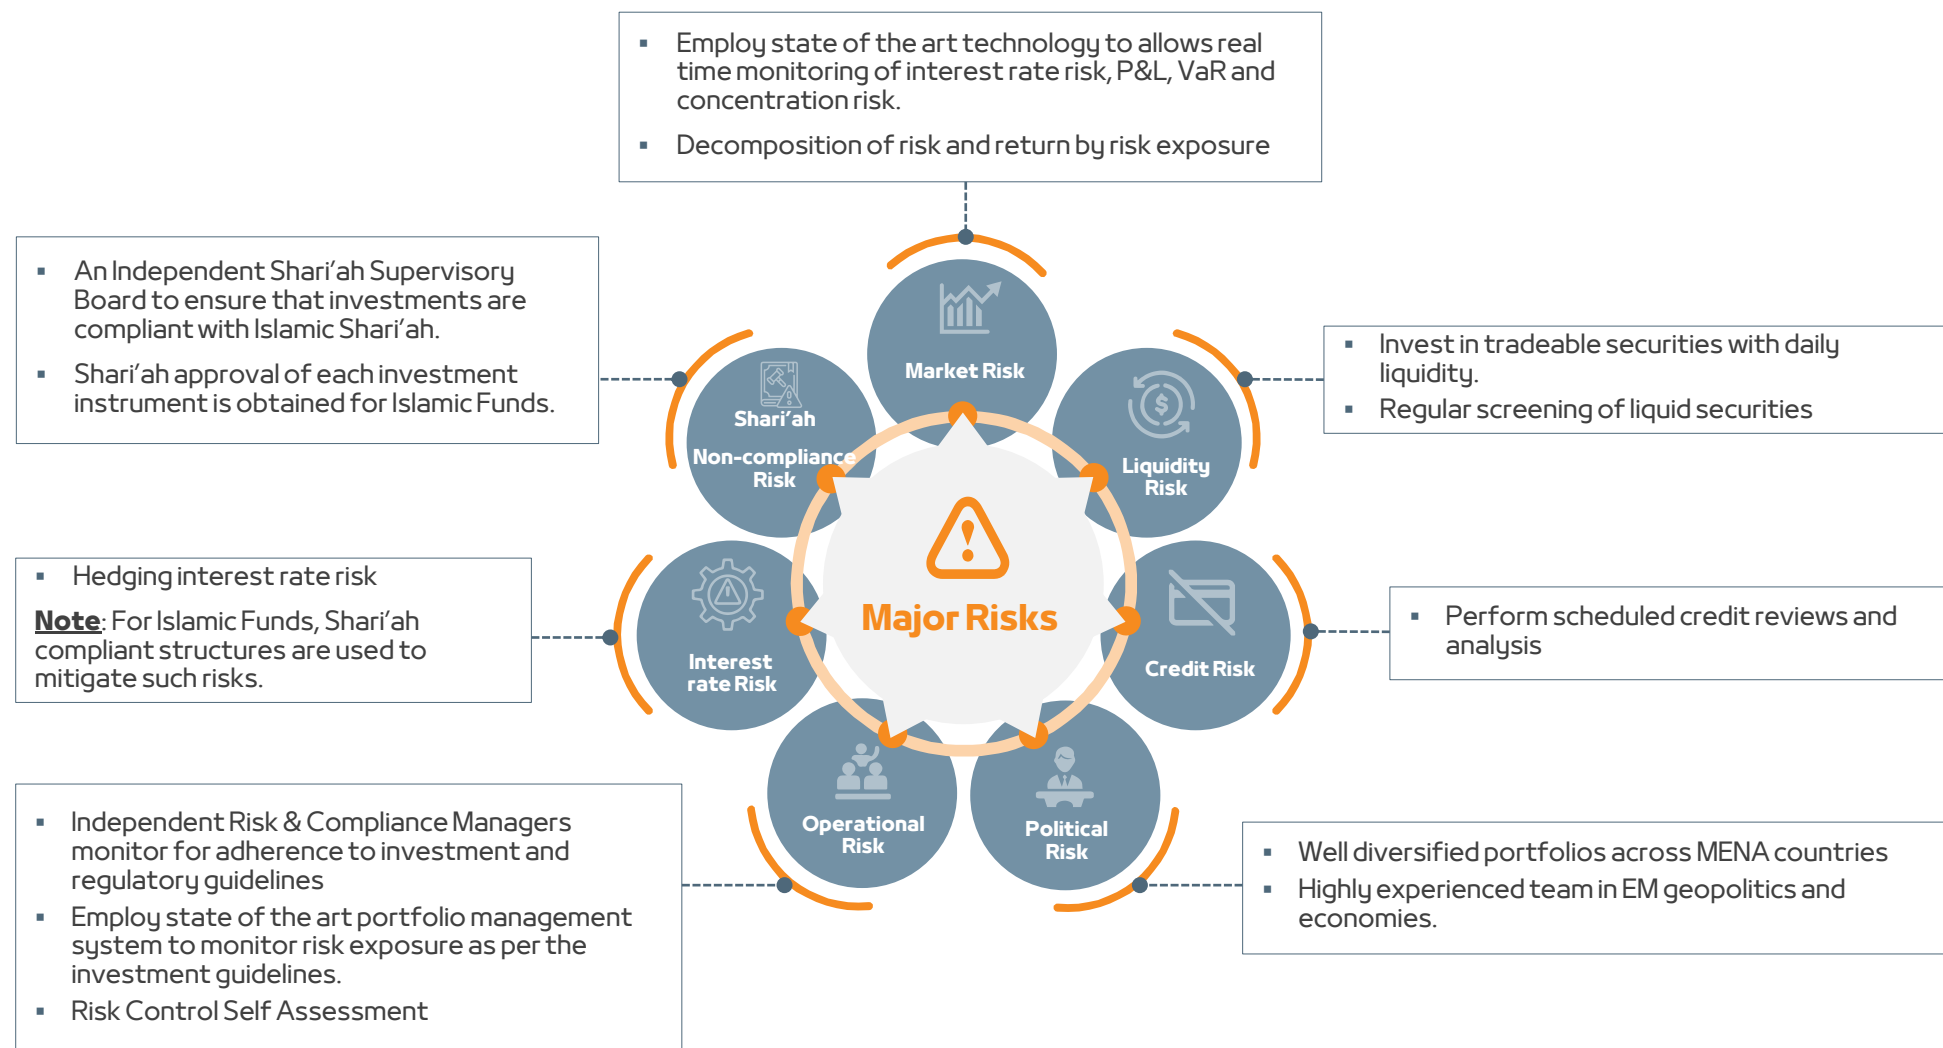 ▪ Employ state of the art technology to allows real
time monitoring of interest rate risk, P&L, VaR and
concentration risk.
▪ Decomposition of risk and return by risk exposure
▪ An Independent Shari’ah Supervisory
Board to ensure that investments are
compliant with Islamic Shari’ah.
▪ Shari’ah approval of each investment
instrument is obtained for Islamic Funds.
Market Risk
▪ Invest in tradeable securities with daily
liquidity.
▪ Regular screening of liquid securities
Shari’ah
Non-compliance
Risk
$
Liquidity
Risk
▪ Hedging interest rate risk
Note: For Islamic Funds, Shari’ah
compliant structures are used to
mitigate such risks.
Major Risks
Interest
rate Risk
Credit Risk
▪ Perform scheduled credit reviews and
analysis
▪ Independent Risk & Compliance Managers
monitor for adherence to investment and
regulatory guidelines
▪ Employ state of the art portfolio management
system to monitor risk exposure as per the
investment guidelines.
▪ Risk Control Self Assessment
Operational
Risk
Political
Risk
▪ Well diversified portfolios across MENA countries
▪ Highly experienced team in EM geopolitics and
economies.